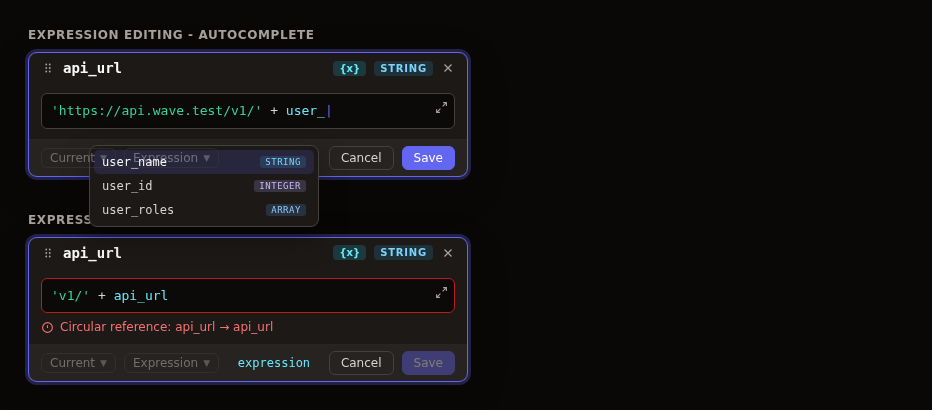 EXPRESSION EDITING - AUTOCOMPLETE
api_url {x} STRING ✕
'https://api.wave.test/v1/' + user_|
Current ▼ Expression ▼ Cancel Save
user_name STRING
user_id INTEGER
user_roles ARRAY
EXPRESS
api_url {x} STRING ✕
'v1/' + api_url
Circular reference: api_url → api_url
Current ▼ Expression ▼ expression Cancel Save